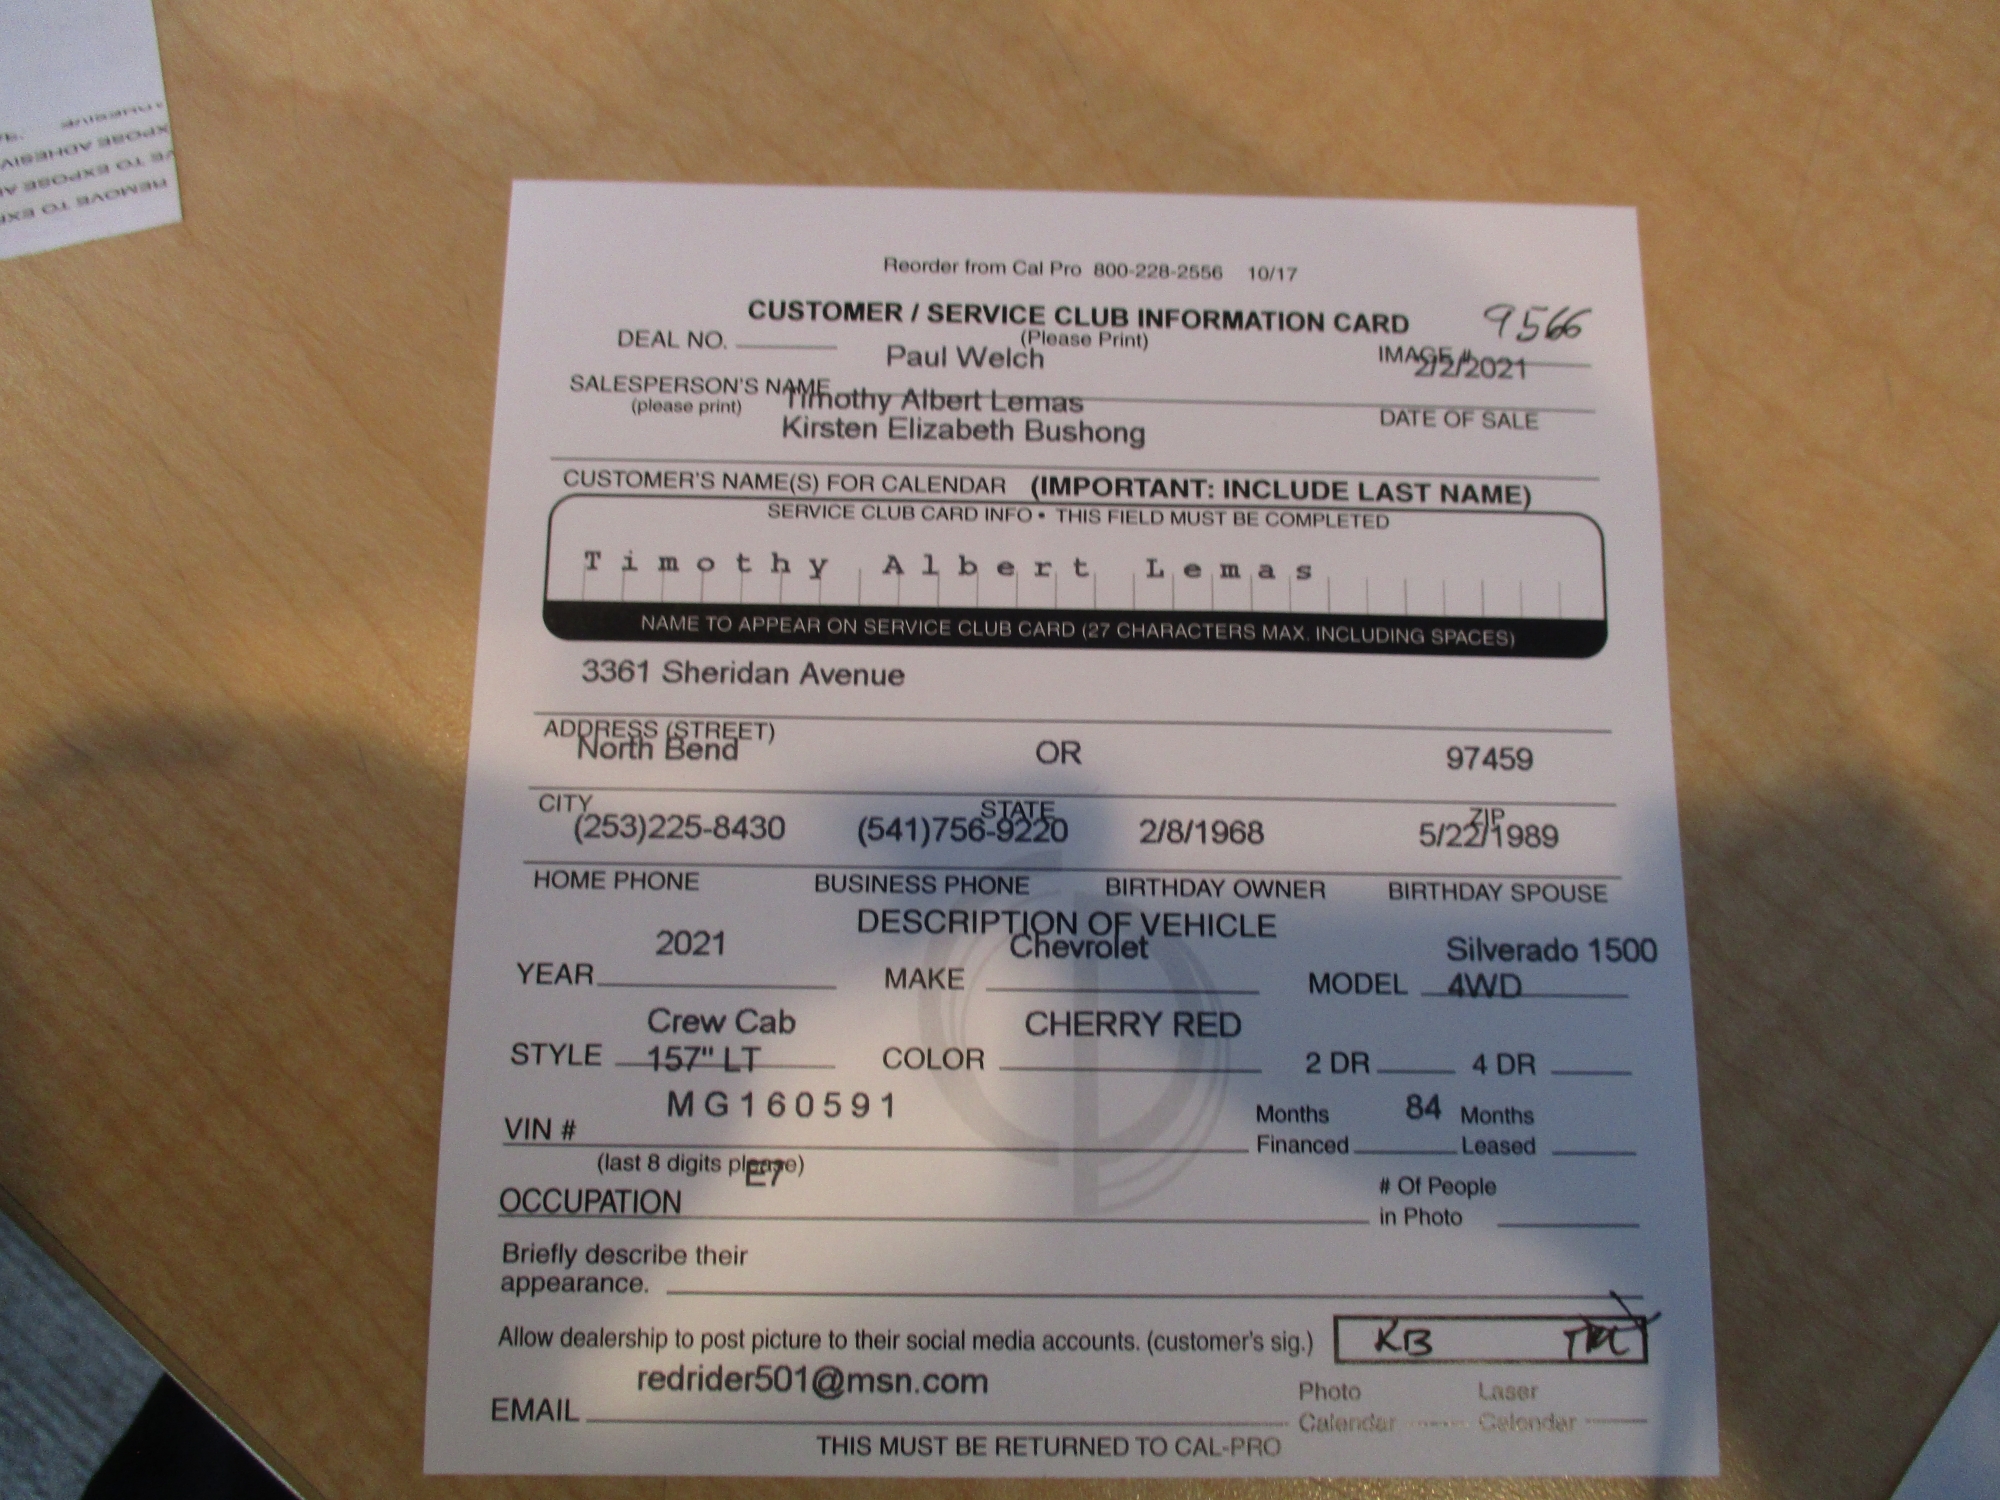 ADHESIVE
EXPOSE ADHESIV
VE TO EXPOSE A
REMOVE TO EXP
Reorder from Cal Pro 800-228-2556 10/17
CUSTOMER / SERVICE CLUB INFORMATION CARD 9566
DEAL NO. (Please Print)
Paul Welch IMAGE # 2/2/2021
SALESPERSON'S NAME Timothy Albert Lemas
(please print) DATE OF SALE
Kirsten Elizabeth Bushong
CUSTOMER'S NAME(S) FOR CALENDAR (IMPORTANT: INCLUDE LAST NAME)
SERVICE CLUB CARD INFO • THIS FIELD MUST BE COMPLETED
Timothy Albert Lemas
NAME TO APPEAR ON SERVICE CLUB CARD (27 CHARACTERS MAX. INCLUDING SPACES)
3361 Sheridan Avenue
ADDRESS (STREET)
North Bend OR 97459
CITY STATE ZIP
(253)225-8430 (541)756-9220 2/8/1968 5/22/1989
HOME PHONE BUSINESS PHONE BIRTHDAY OWNER BIRTHDAY SPOUSE
DESCRIPTION OF VEHICLE
2021 Chevrolet Silverado 1500
YEAR MAKE MODEL 4WD
Crew Cab CHERRY RED
STYLE 157" LT COLOR 2 DR 4 DR
MG160591 Months 84 Months
VIN # Financed Leased
(last 8 digits please)
E7 # Of People
OCCUPATION in Photo
Briefly describe their
appearance.
Allow dealership to post picture to their social media accounts. (customer's sig.) KB
redrider501@msn.com Photo Laser
EMAIL Calendar Calendar
THIS MUST BE RETURNED TO CAL-PRO